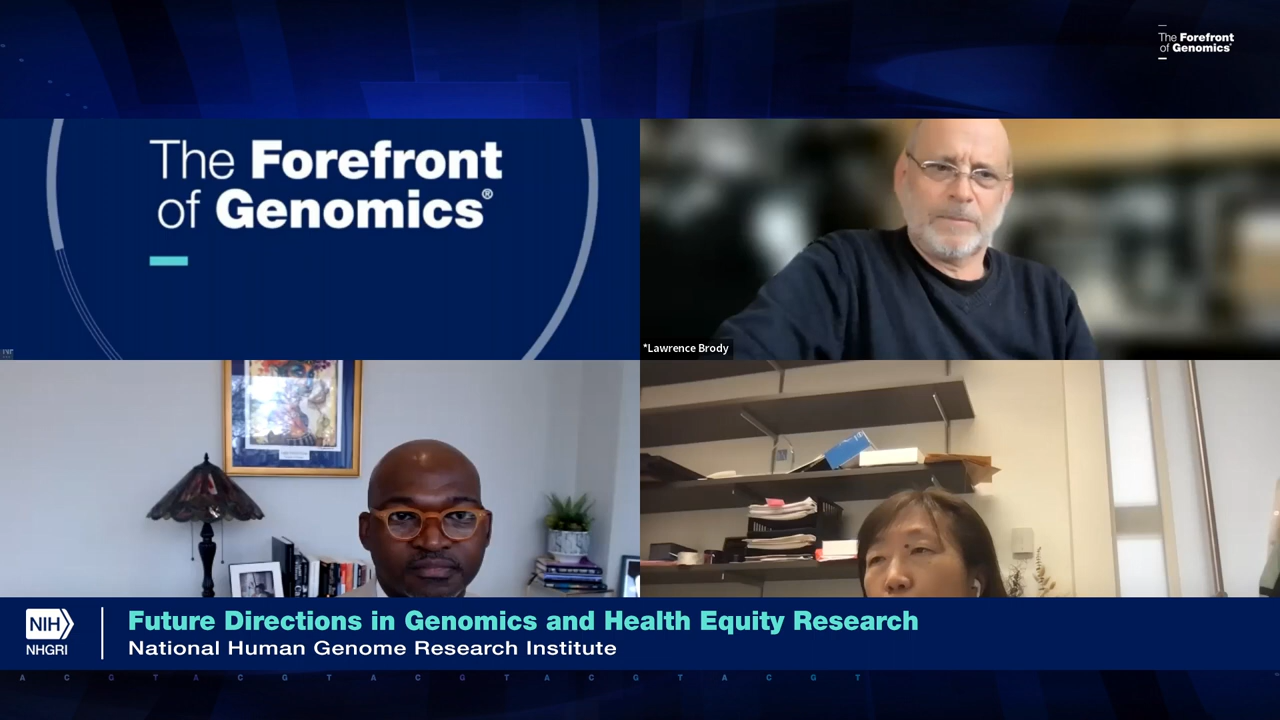 The Forefront
of Genomics®
The Forefront
of Genomics®
*Lawrence Brody
NIH
NHGRI
Future Directions in Genomics and Health Equity Research
National Human Genome Research Institute
A C G T A C G T A C G T A C G T A C G T